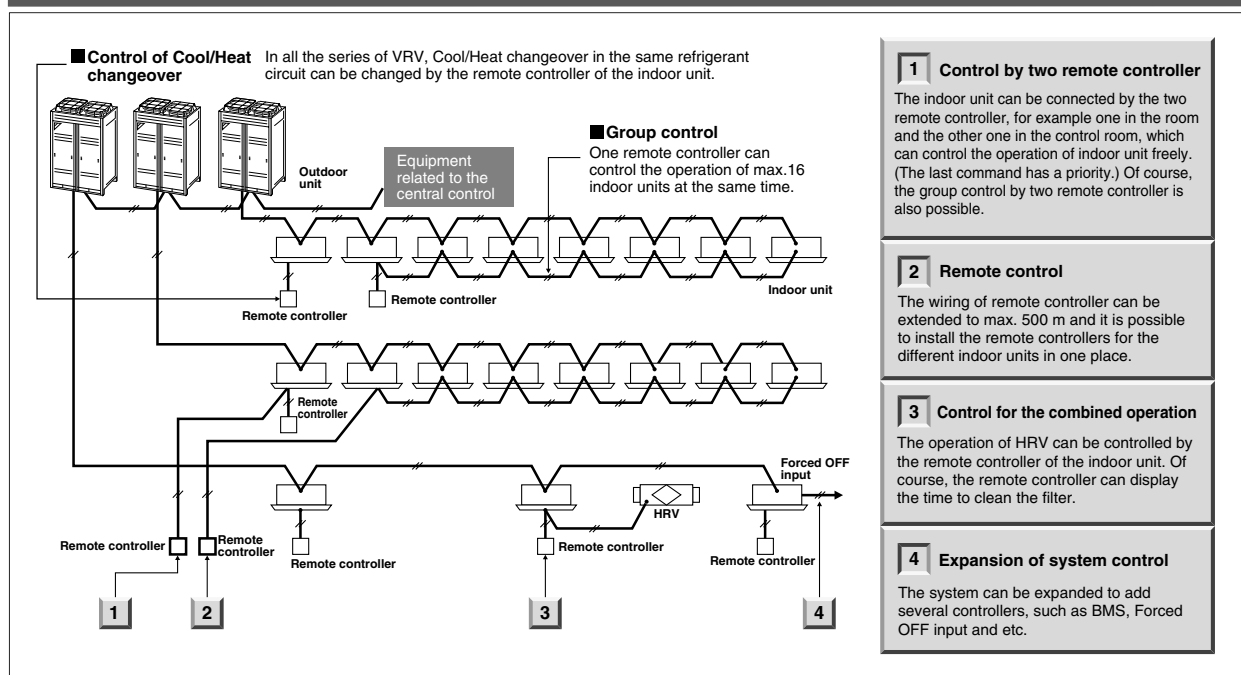 ■Control of Cool/Heat
changeover
In all the series of VRV, Cool/Heat changeover in the same refrigerant
circuit can be changed by the remote controller of the indoor unit.
■Group control
One remote controller can
control the operation of max.16
indoor units at the same time.
Equipment
related to the
central control
Outdoor
unit
Indoor unit
Remote controller
Remote controller
Remote
controller
Forced OFF
input
HRV
Remote controller
Remote
controller
Remote controller
Remote controller
Remote controller
1
2
3
4
1 Control by two remote controller
The indoor unit can be connected by the two
remote controller, for example one in the room
and the other one in the control room, which
can control the operation of indoor unit freely.
(The last command has a priority.) Of course,
the group control by two remote controller is
also possible.
2 Remote control
The wiring of remote controller can be
extended to max. 500 m and it is possible
to install the remote controllers for the
different indoor units in one place.
3 Control for the combined operation
The operation of HRV can be controlled by
the remote controller of the indoor unit. Of
course, the remote controller can display
the time to clean the filter.
4 Expansion of system control
The system can be expanded to add
several controllers, such as BMS, Forced
OFF input and etc.